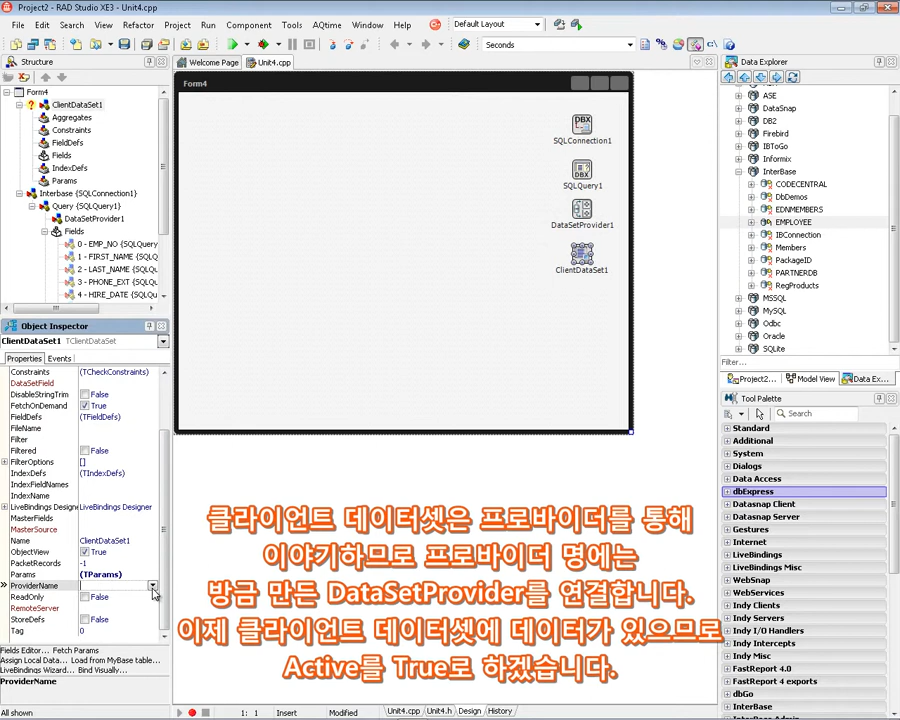 Project2 - RAD Studio XE3 - Unit4.cpp
File Edit Search View Refactor Project Run Component Tools AQtime Window Help Default Layout
Seconds
Structure
Form4
ClientDataSet1
Aggregates
Constraints
FieldDefs
Fields
IndexDefs
Params
Interbase {SQLConnection1}
Query {SQLQuery1}
DataSetProvider1
Fields
0 - EMP_NO {SQLQuery
1 - FIRST_NAME {SQLQu
2 - LAST_NAME {SQLQu
3 - PHONE_EXT {SQLQu
4 - HIRE_DATE {SQLQu
Object Inspector
ClientDataSet1 TClientDataSet
Properties Events
Constraints (TCheckConstraints)
DataSetField
DisableStringTrim False
FetchOnDemand True
FieldDefs (TFieldDefs)
FileName
Filter
Filtered False
FilterOptions []
IndexDefs (TIndexDefs)
IndexFieldNames
IndexName
LiveBindings Designer LiveBindings Designer
MasterFields
MasterSource
Name ClientDataSet1
ObjectView True
PacketRecords -1
Params (TParams)
ProviderName
ReadOnly False
RemoteServer
StoreDefs False
Tag 0
Fields Editor... Fetch Params
Assign Local Data... Load from MyBase table...
LiveBindings Wizard... Bind Visually...
ProviderName
All shown
Welcome Page Unit4.cpp
Form4
DBX
SQLConnection1
DBX
SQLQuery1
DataSetProvider1
ClientDataSet1
클라이언트 데이터셋은 프로바이더를 통해
이야기하므로 프로바이더 명에는
방금 만든 DataSetProvider를 연결합니다.
이제 클라이언트 데이터셋에 데이터가 있으므로
Active를 True로 하겠습니다.
1: 1 Insert Modified Unit4.cpp Unit4.h Design History
Data Explorer
ASE
DataSnap
DB2
Firebird
IBToGo
Informix
InterBase
CODECENTRAL
DbDemos
EDNMEMBERS
EMPLOYEE
IBConnection
Members
PackageID
PARTNERDB
RegProducts
MSSQL
MySQL
Odbc
Oracle
SQLite
Filter...
Project2... Model View Data Ex...
Tool Palette
Search
Standard
Additional
System
Dialogs
Data Access
dbExpress
Datasnap Client
Datasnap Server
Gestures
Internet
LiveBindings
LiveBindings Misc
WebSnap
WebServices
Indy Clients
Indy Servers
Indy I/O Handlers
Indy Intercepts
Indy Misc
FastReport 4.0
FastReport 4 exports
dbGo
InterBase